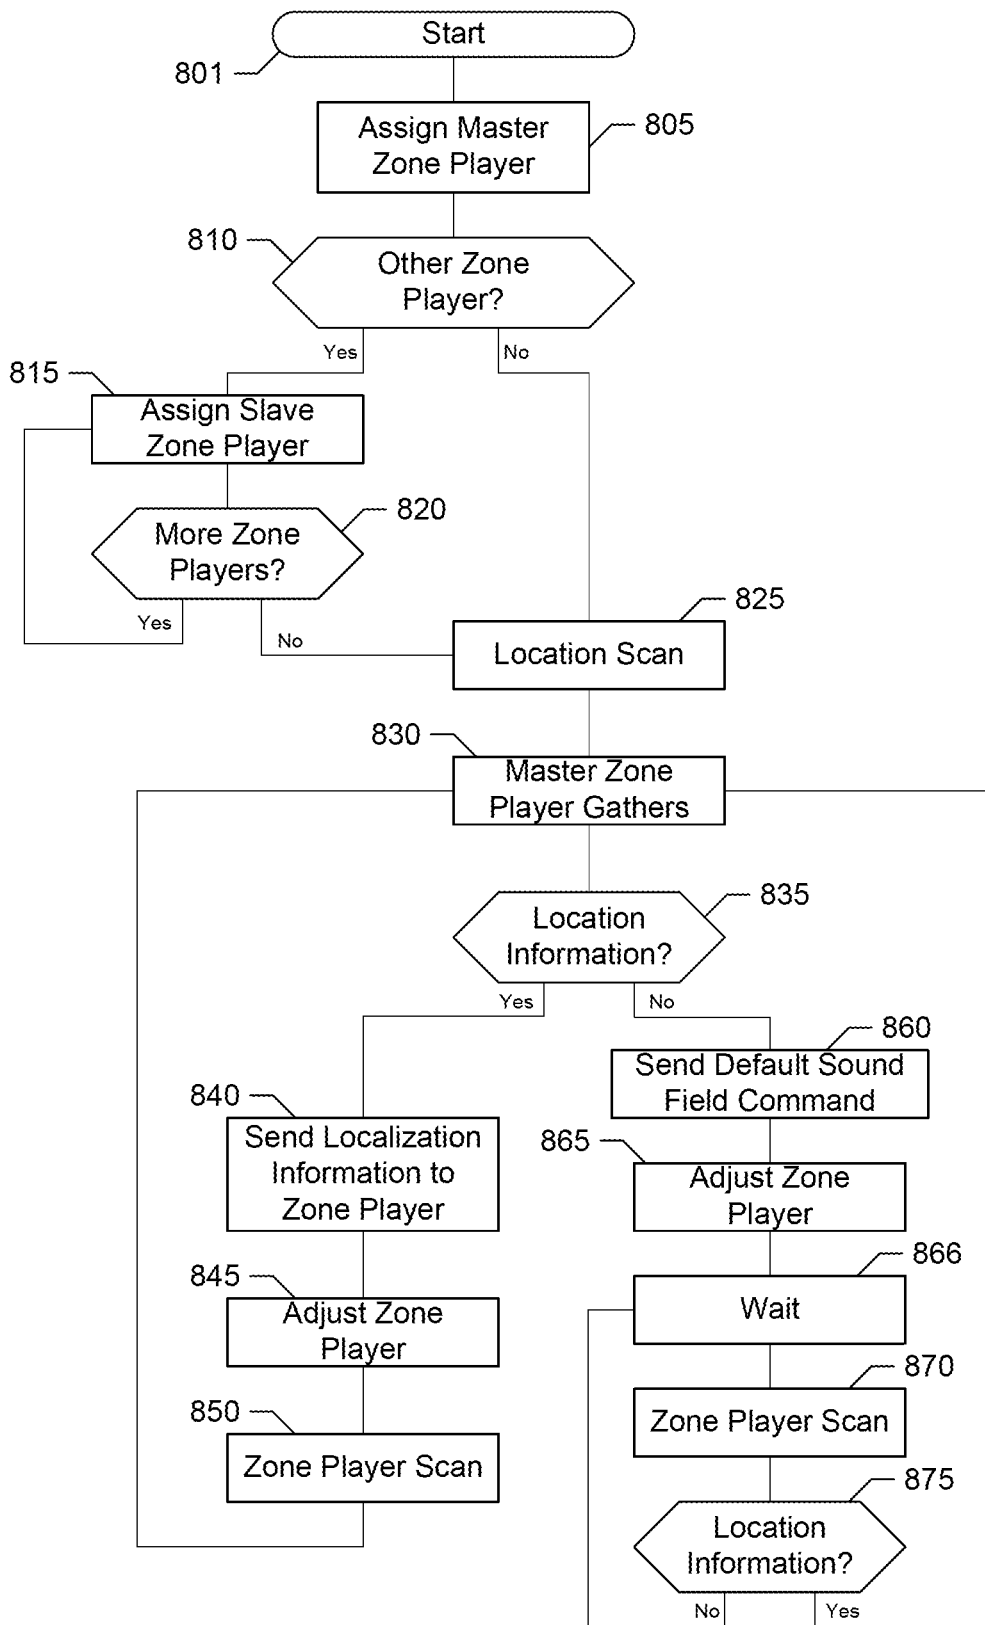 Start
801
Assign Master
Zone Player
805
810
Other Zone
Player?
Yes
No
815
Assign Slave
Zone Player
820
More Zone
Players?
Yes
No
825
Location Scan
830
Master Zone
Player Gathers
835
Location
Information?
Yes
No
860
Send Default Sound
Field Command
840
Send Localization
Information to
Zone Player
865
Adjust Zone
Player
866
Wait
845
Adjust Zone
Player
870
Zone Player Scan
850
Zone Player Scan
875
Location
Information?
No
Yes